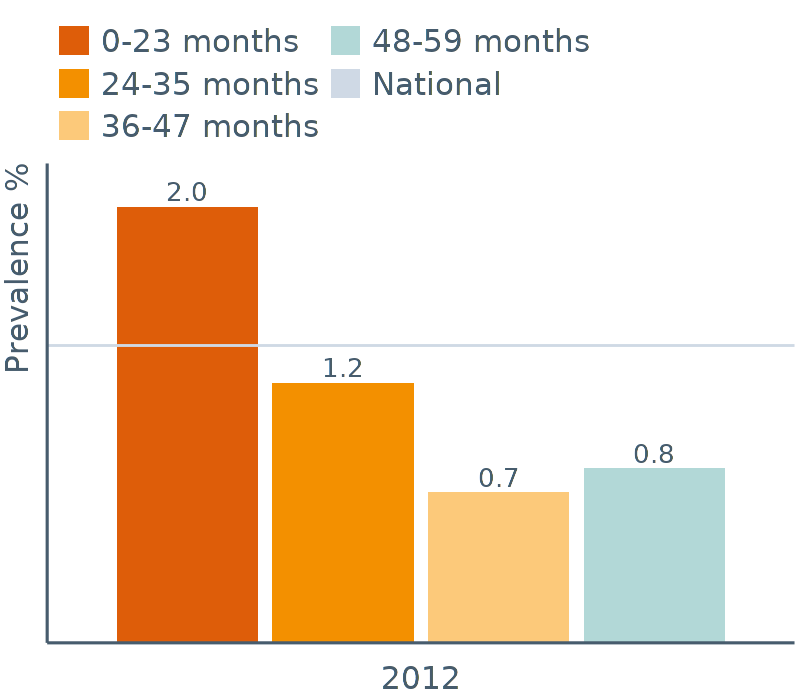 0-23 months
24-35 months
36-47 months
48-59 months
National
Prevalence %
2.0
1.2
0.7
0.8
2012